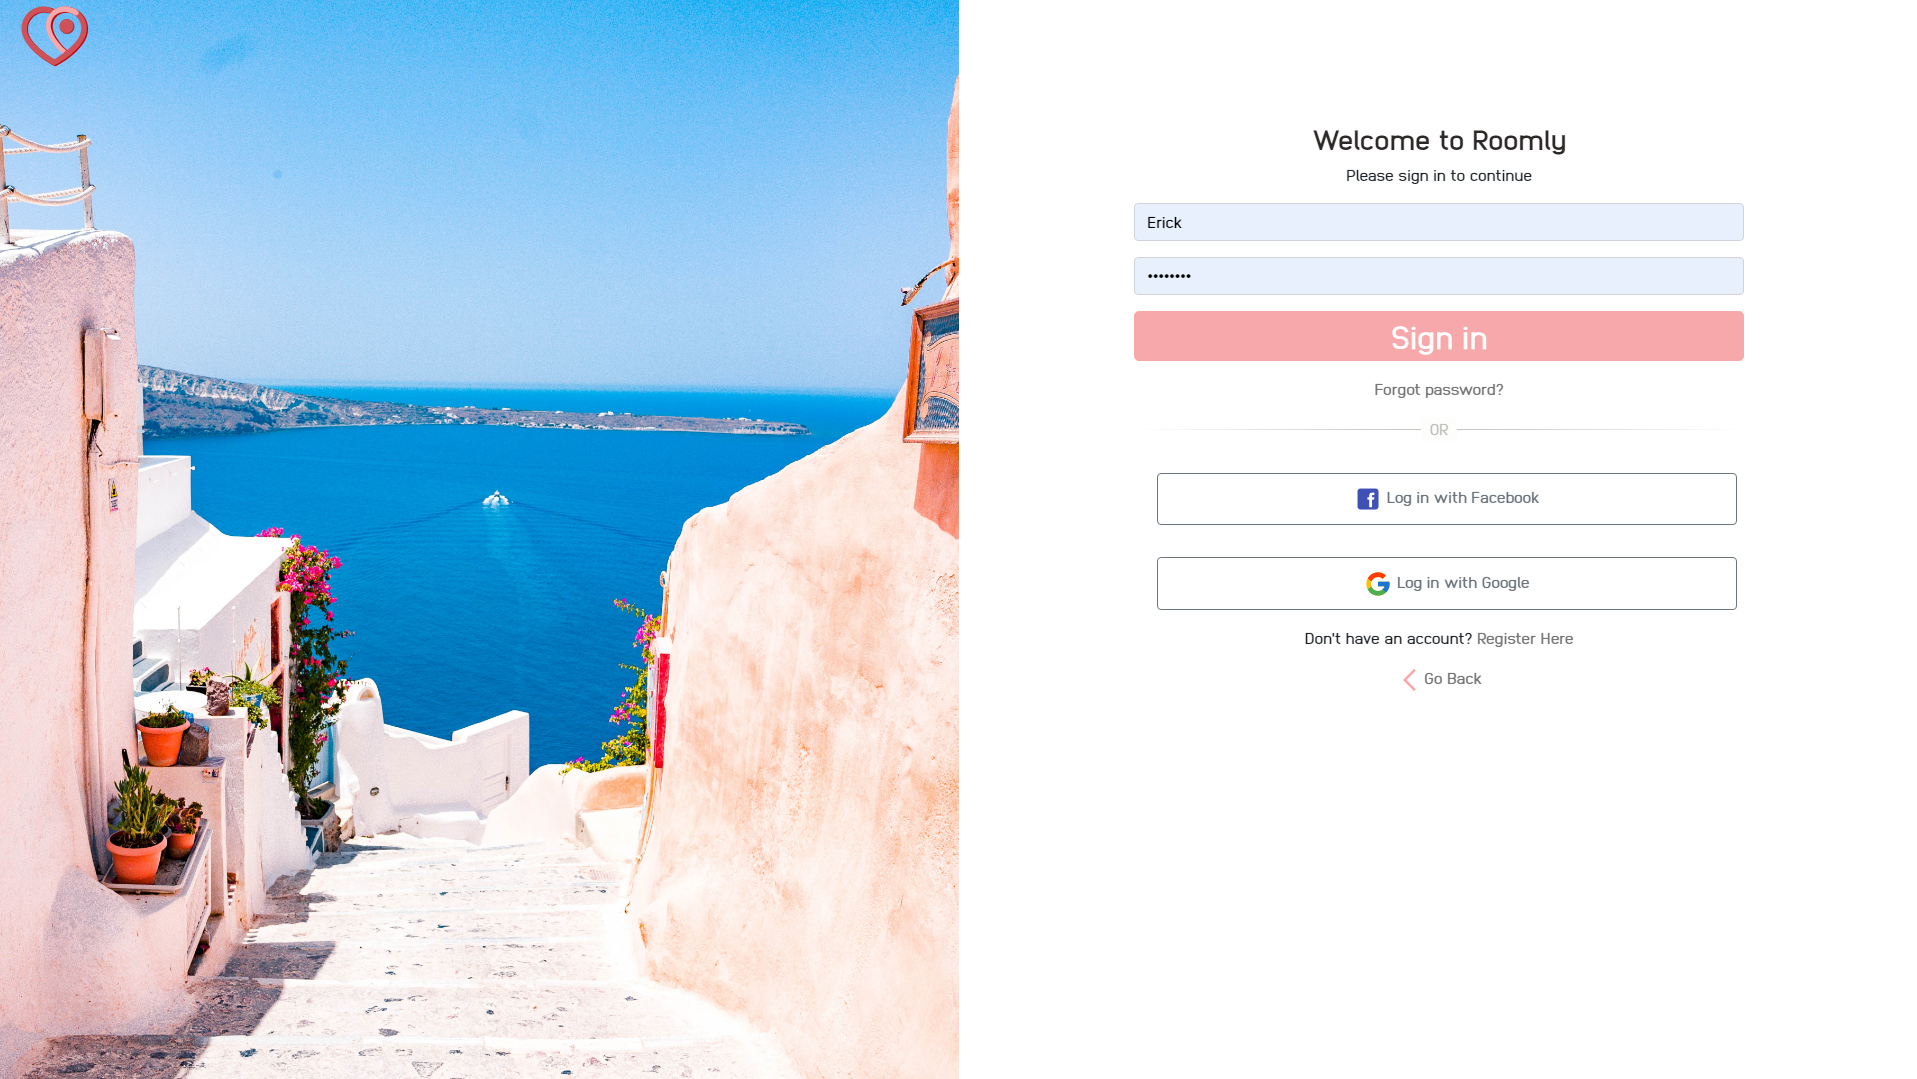 Welcome to Roomly
Please sign in to continue
Erick
••••••••
Sign in
Forgot password?
OR
Log in with Facebook
Log in with Google
Don't have an account? Register Here
Go Back